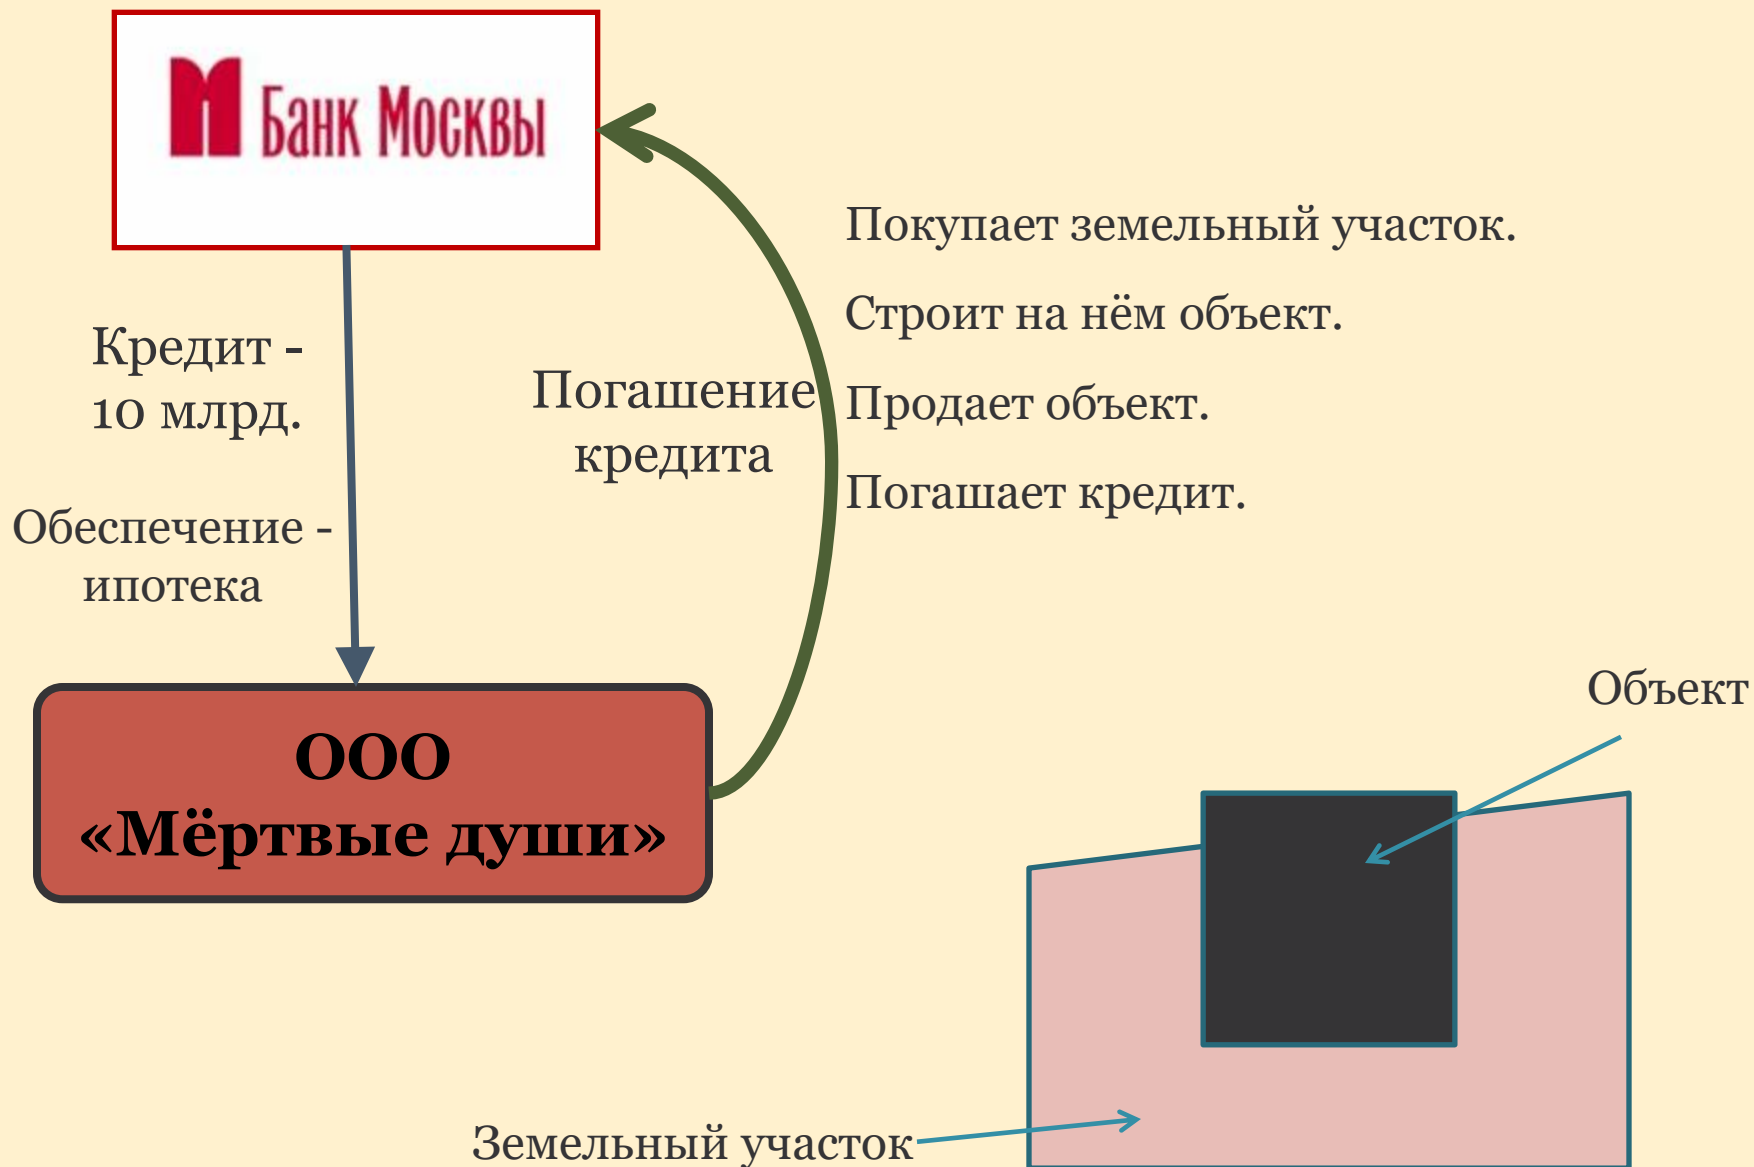 Банк Москвы
Покупает земельный участок.
Строит на нём объект.
Продает объект.
Погашает кредит.
Кредит -
10 млрд.
Погашение
кредита
Обеспечение -
ипотека
ООО
«Мёртвые души»
Объект
Земельный участок